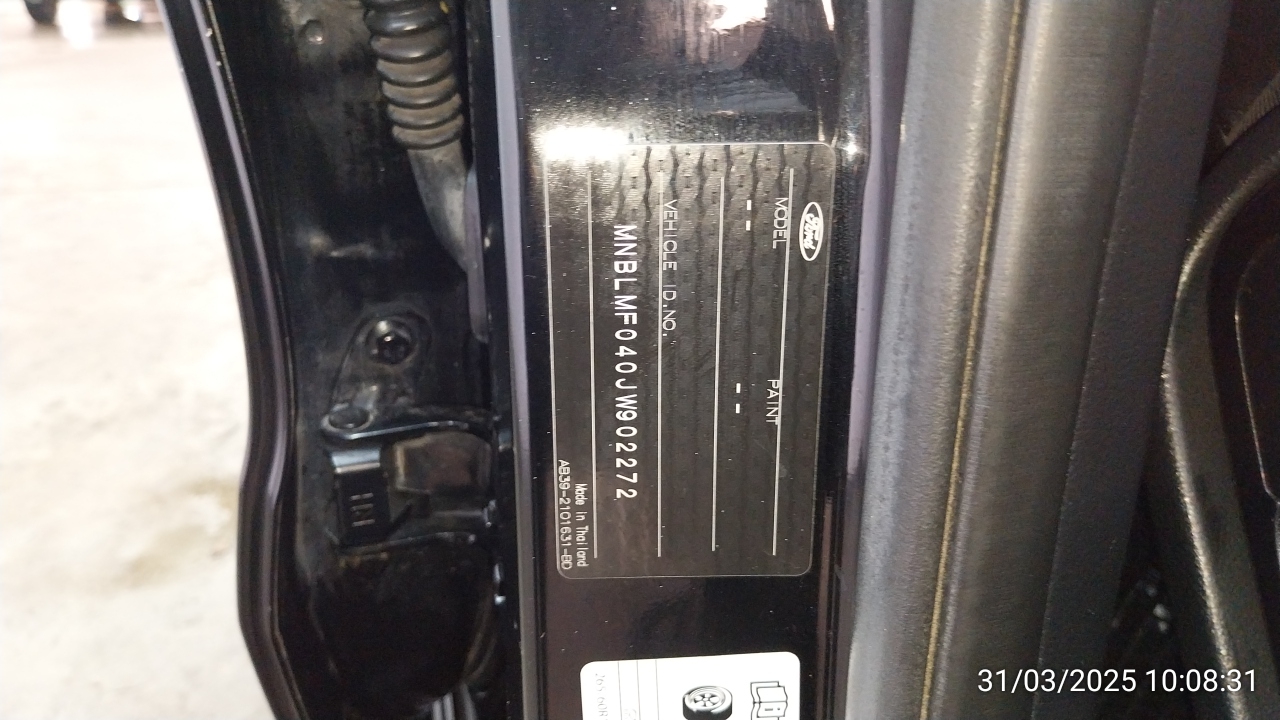 Ford
MODEL PAINT
-- --
VEHICLE ID.NO.
MNBLMF040JW902272
Made in Thailand
AB39-2101631-BD
31/03/2025 10:08:31